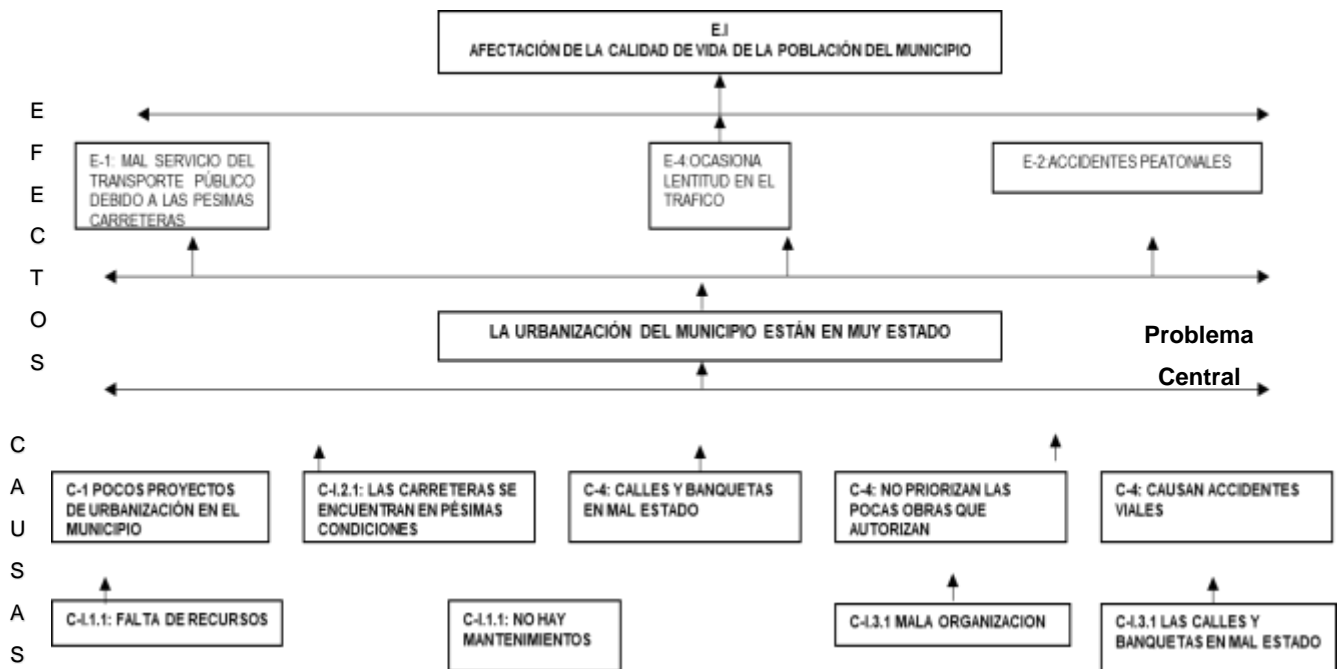 E.I
AFECTACIÓN DE LA CALIDAD DE VIDA DE LA POBLACIÓN DEL MUNICIPIO
E
F
E
C
T
O
S
E-1: MAL SERVICIO DEL
TRANSPORTE PÚBLICO
DEBIDO A LAS PESIMAS
CARRETERAS
E-4:OCASIONA
LENTITUD EN EL
TRAFICO
E-2:ACCIDENTES PEATONALES
LA URBANIZACIÓN DEL MUNICIPIO ESTÁN EN MUY ESTADO
Problema
Central
C
A
U
S
A
S
C-1 POCOS PROYECTOS
DE URBANIZACIÓN EN EL
MUNICIPIO
C-I.2.1: LAS CARRETERAS SE
ENCUENTRAN EN PÉSIMAS
CONDICIONES
C-4: CALLES Y BANQUETAS
EN MAL ESTADO
C-4: NO PRIORIZAN LAS
POCAS OBRAS QUE
AUTORIZAN
C-4: CAUSAN ACCIDENTES
VIALES
C-I.1.1: FALTA DE RECURSOS
C-I.1.1: NO HAY
MANTENIMIENTOS
C-I.3.1 MALA ORGANIZACION
C-I.3.1 LAS CALLES Y
BANQUETAS EN MAL ESTADO